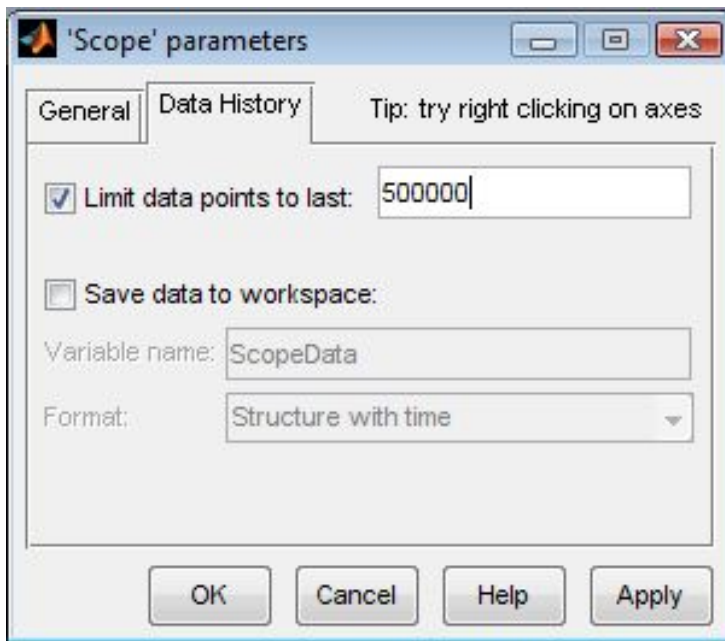 'Scope' parameters
General Data History Tip: try right clicking on axes
Limit data points to last: 500000
Save data to workspace:
Variable name: ScopeData
Format: Structure with time
OK Cancel Help Apply